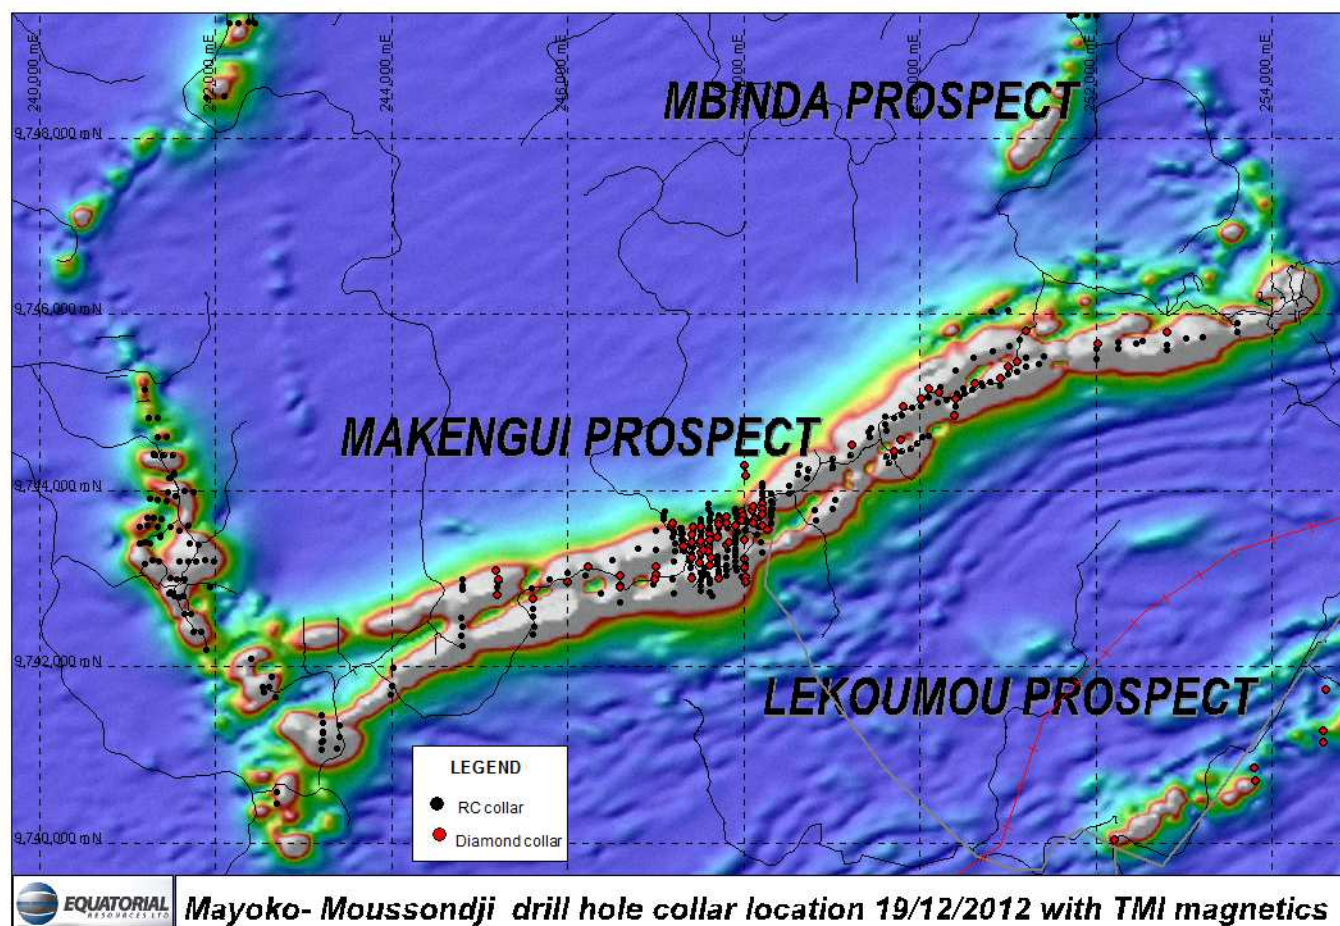 240,000 mE
242,000 mE
244,000 mE
246,000 mE
252,000 mE
254,000 mE
MBINDA PROSPECT
9,748,000 mN
9,746,000 mN
MAKENGUI PROSPECT
9,744,000 mN
9,742,000 mN
LEKOUMOU PROSPECT
LEGEND
RC collar
Diamond collar
9,740,000 mN
EQUATORIAL
RESOURCES LTD
Mayoko- Moussondji drill hole collar location 19/12/2012 with TMI magnetics